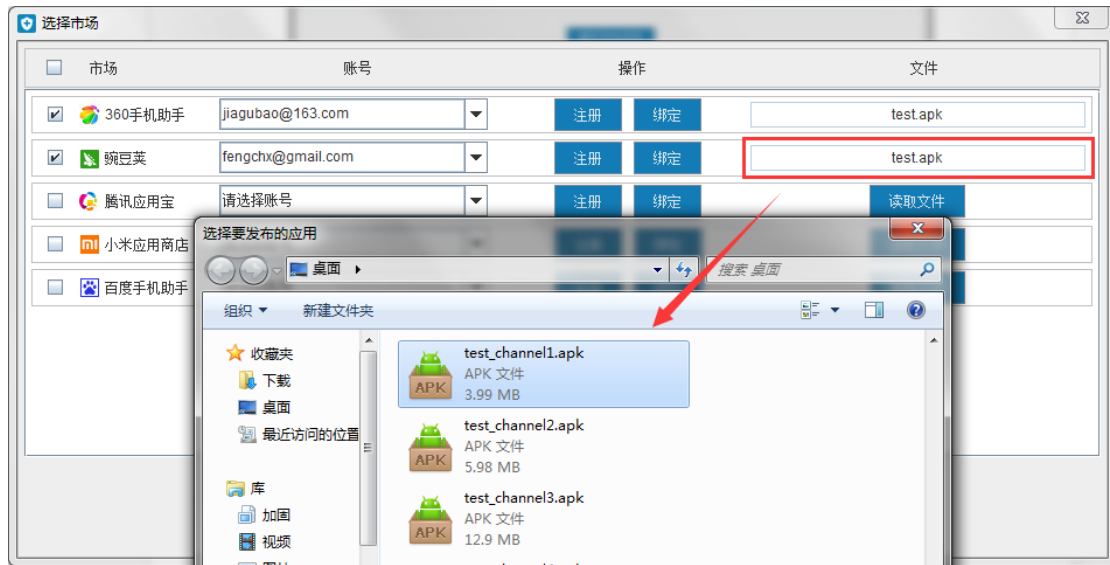 选择市场
市场 账号 操作 文件
360手机助手 jiagubao@163.com 注册 绑定 test.apk
豌豆荚 fengchx@gmail.com 注册 绑定 test.apk
腾讯应用宝 请选择账号 注册 绑定 读取文件
小米应用商店
百度手机助手
选择要发布的应用
桌面
搜索 桌面
组织 新建文件夹
收藏夹
下载
桌面
最近访问的位置
库
加固
视频
test_channel1.apk
APK 文件
3.99 MB
APK
test_channel2.apk
APK 文件
5.98 MB
APK
test_channel3.apk
APK 文件
12.9 MB
APK